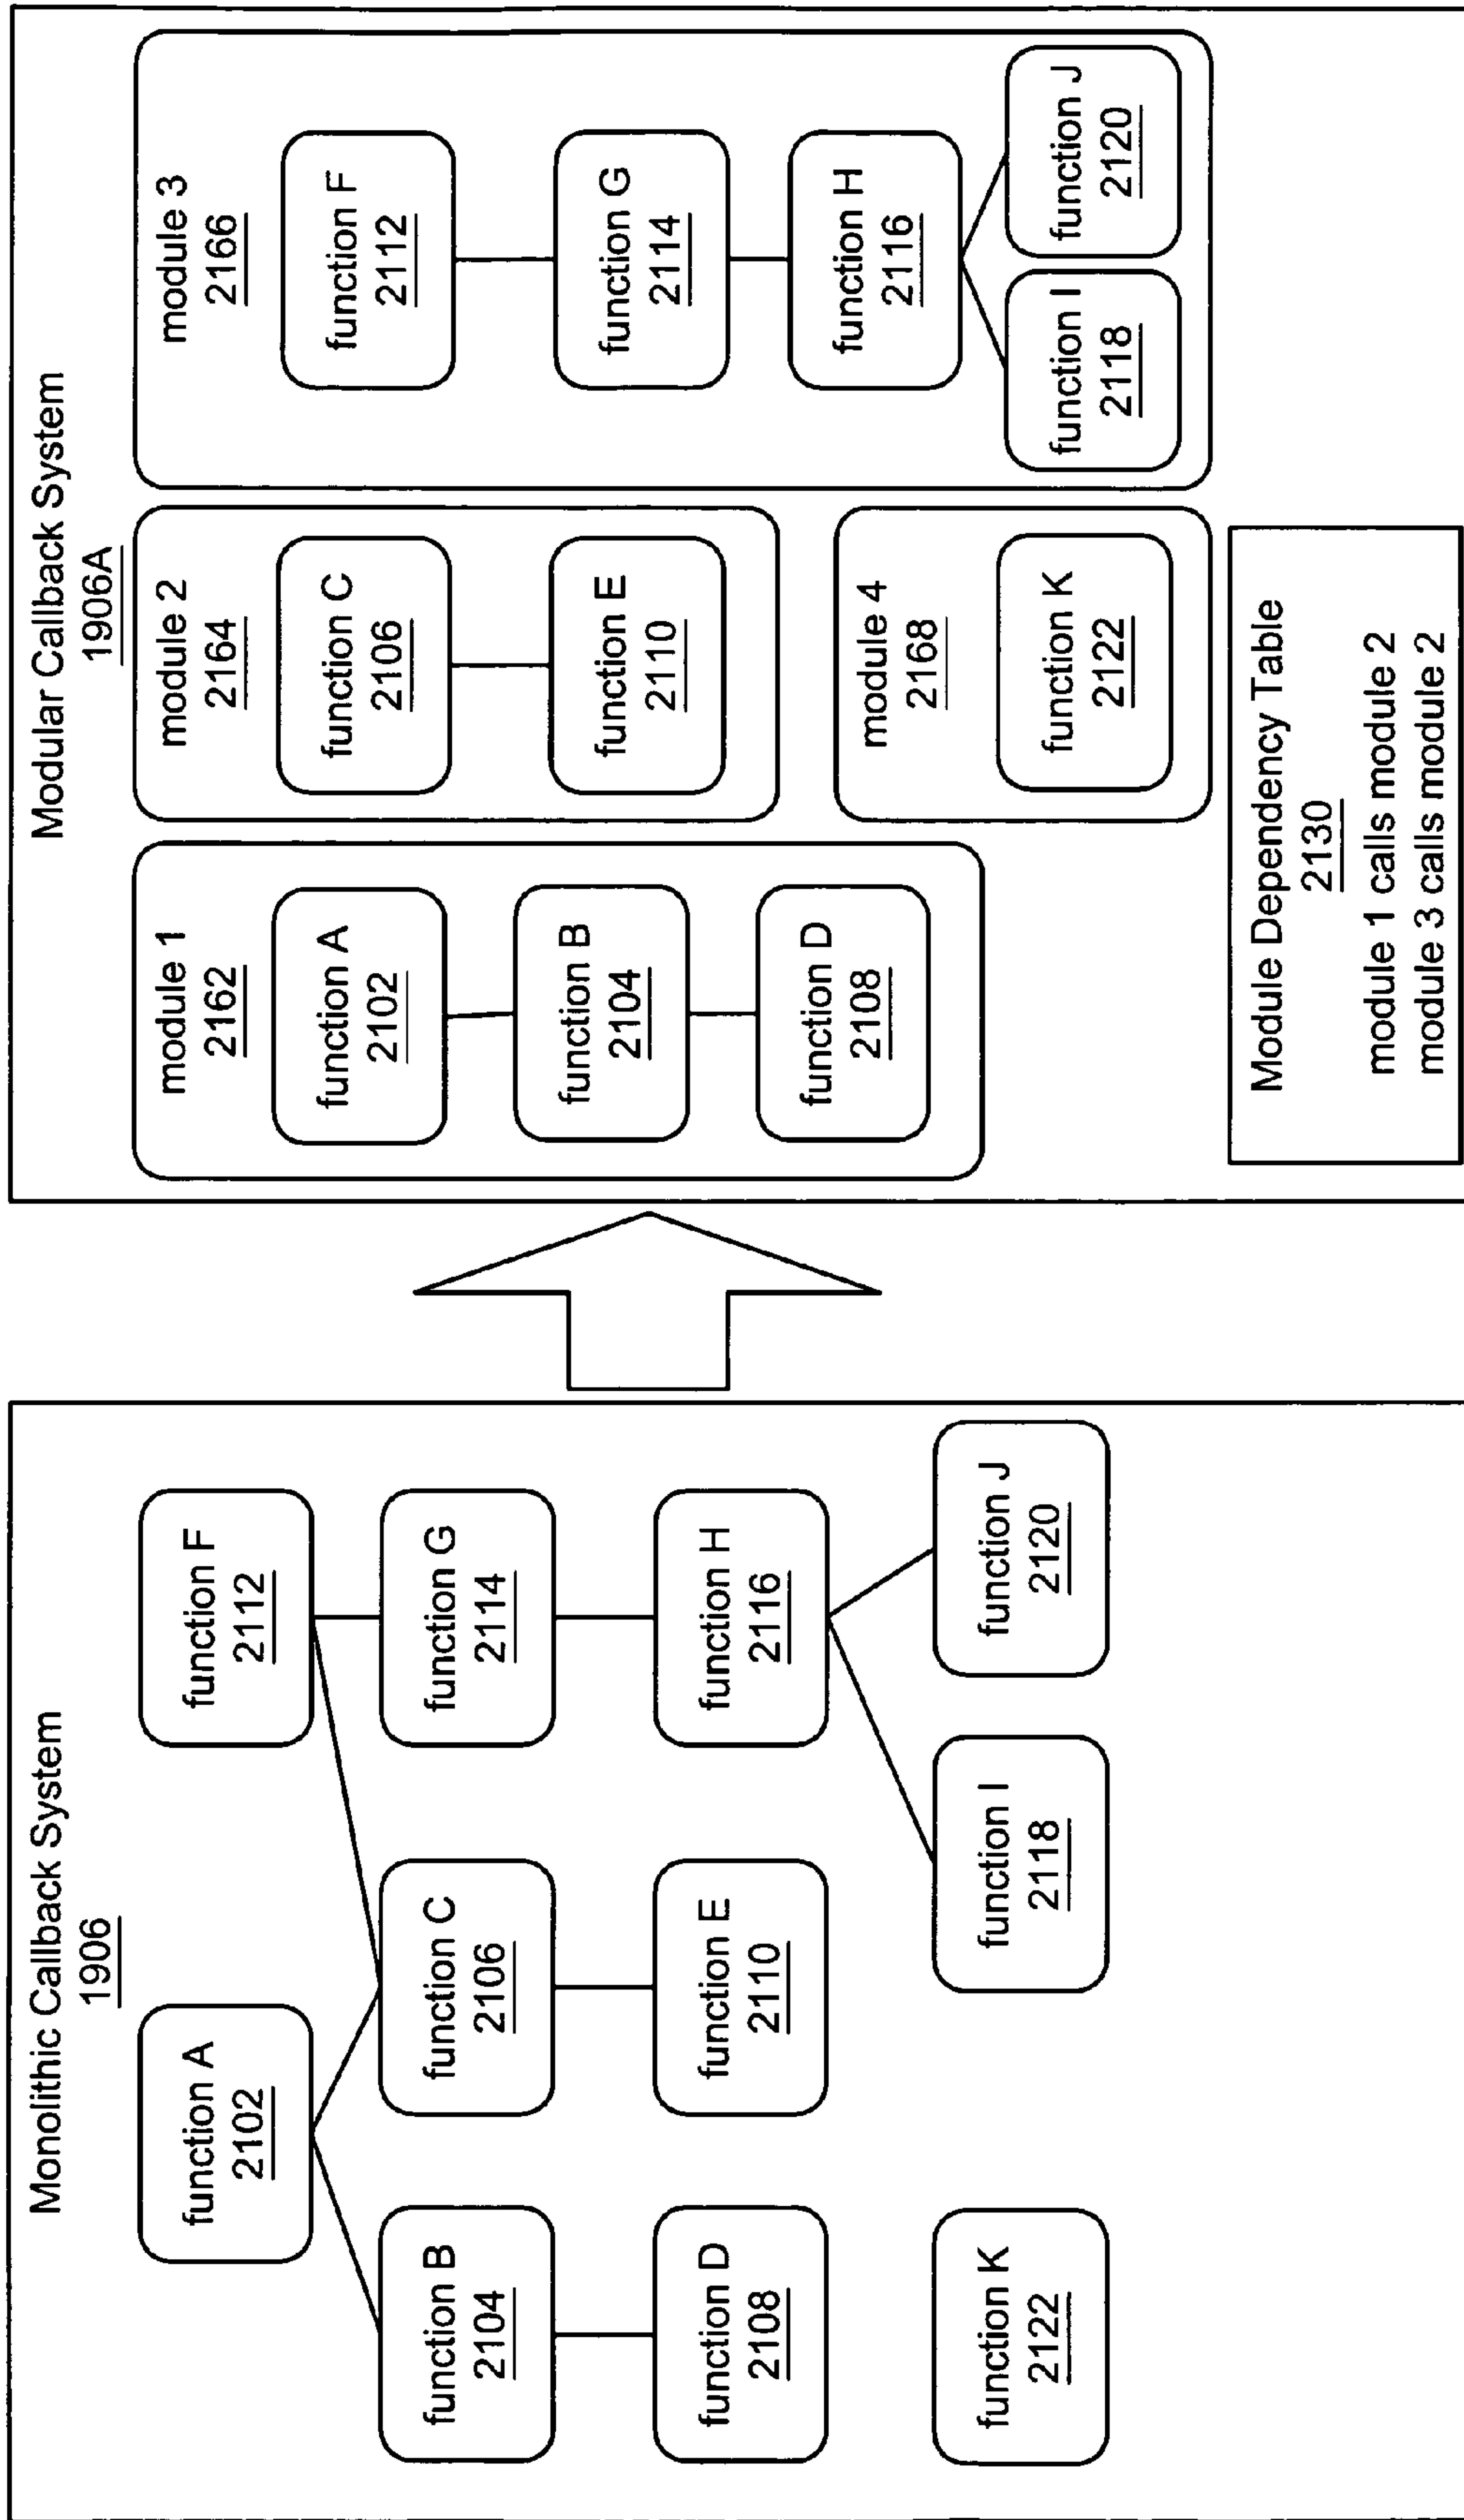 Monolithic Callback System
1906
function A
2102
function F
2112
function B
2104
function C
2106
function G
2114
function D
2108
function E
2110
function H
2116
function K
2122
function I
2118
function J
2120
Modular Callback System
1906A
module 1
2162
function A
2102
function B
2104
function D
2108
module 2
2164
function C
2106
function E
2110
module 3
2166
function F
2112
function G
2114
function H
2116
function I
2118
function J
2120
module 4
2168
function K
2122
Module Dependency Table
2130
module 1 calls module 2
module 3 calls module 2